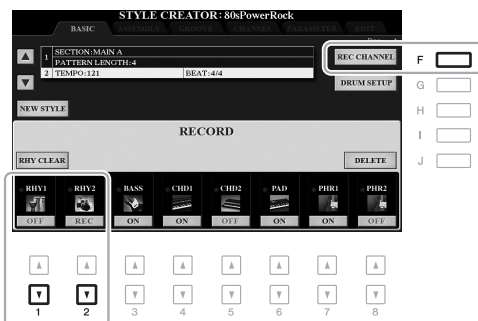 STYLE CREATOR: 80sPowerRock
BASIC ASSEMBLY GROOVE CHANNEL PARAMETER EDIT
1 SECTION:MAIN A
PATTERN LENGTH:4
2 TEMPO:121 BEAT:4/4
REC CHANNEL
DRUM SETUP
NEW STYLE
RECORD
RHY CLEAR DELETE
RHY1 RHY2 BASS CHD1 CHD2 PAD PHR1 PHR2
OFF REC ON ON OFF ON ON OFF
F
G
H
I
J
1 2 3 4 5 6 7 8